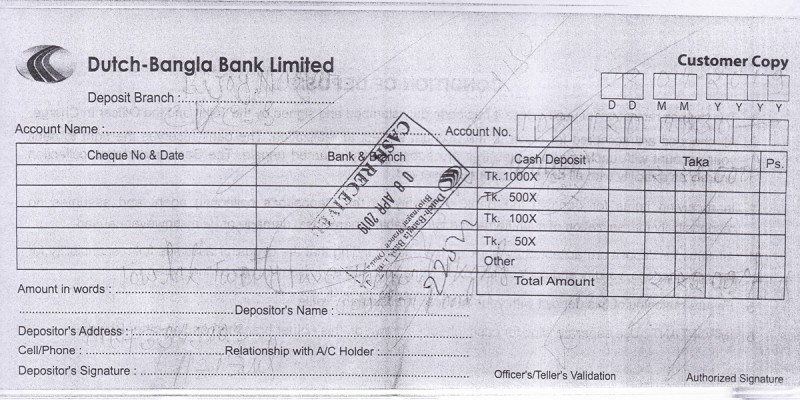 Dutch-Bangla Bank Limited
Customer Copy
Deposit Branch :
D D M M Y Y Y Y
Account Name : Account No.
Cheque No & Date Bank & Branch Cash Deposit Taka Ps.
Tk. 1000X
Tk. 500X
Tk. 100X
Tk. 50X
Other
Total Amount
CASH RECEIVED
08 APR 2019
Dutch-Bangla Bank
Amount in words :
Depositor's Name :
Depositor's Address :
Cell/Phone : Relationship with A/C Holder :
Depositor's Signature :
Officer's/Teller's Validation
Authorized Signature